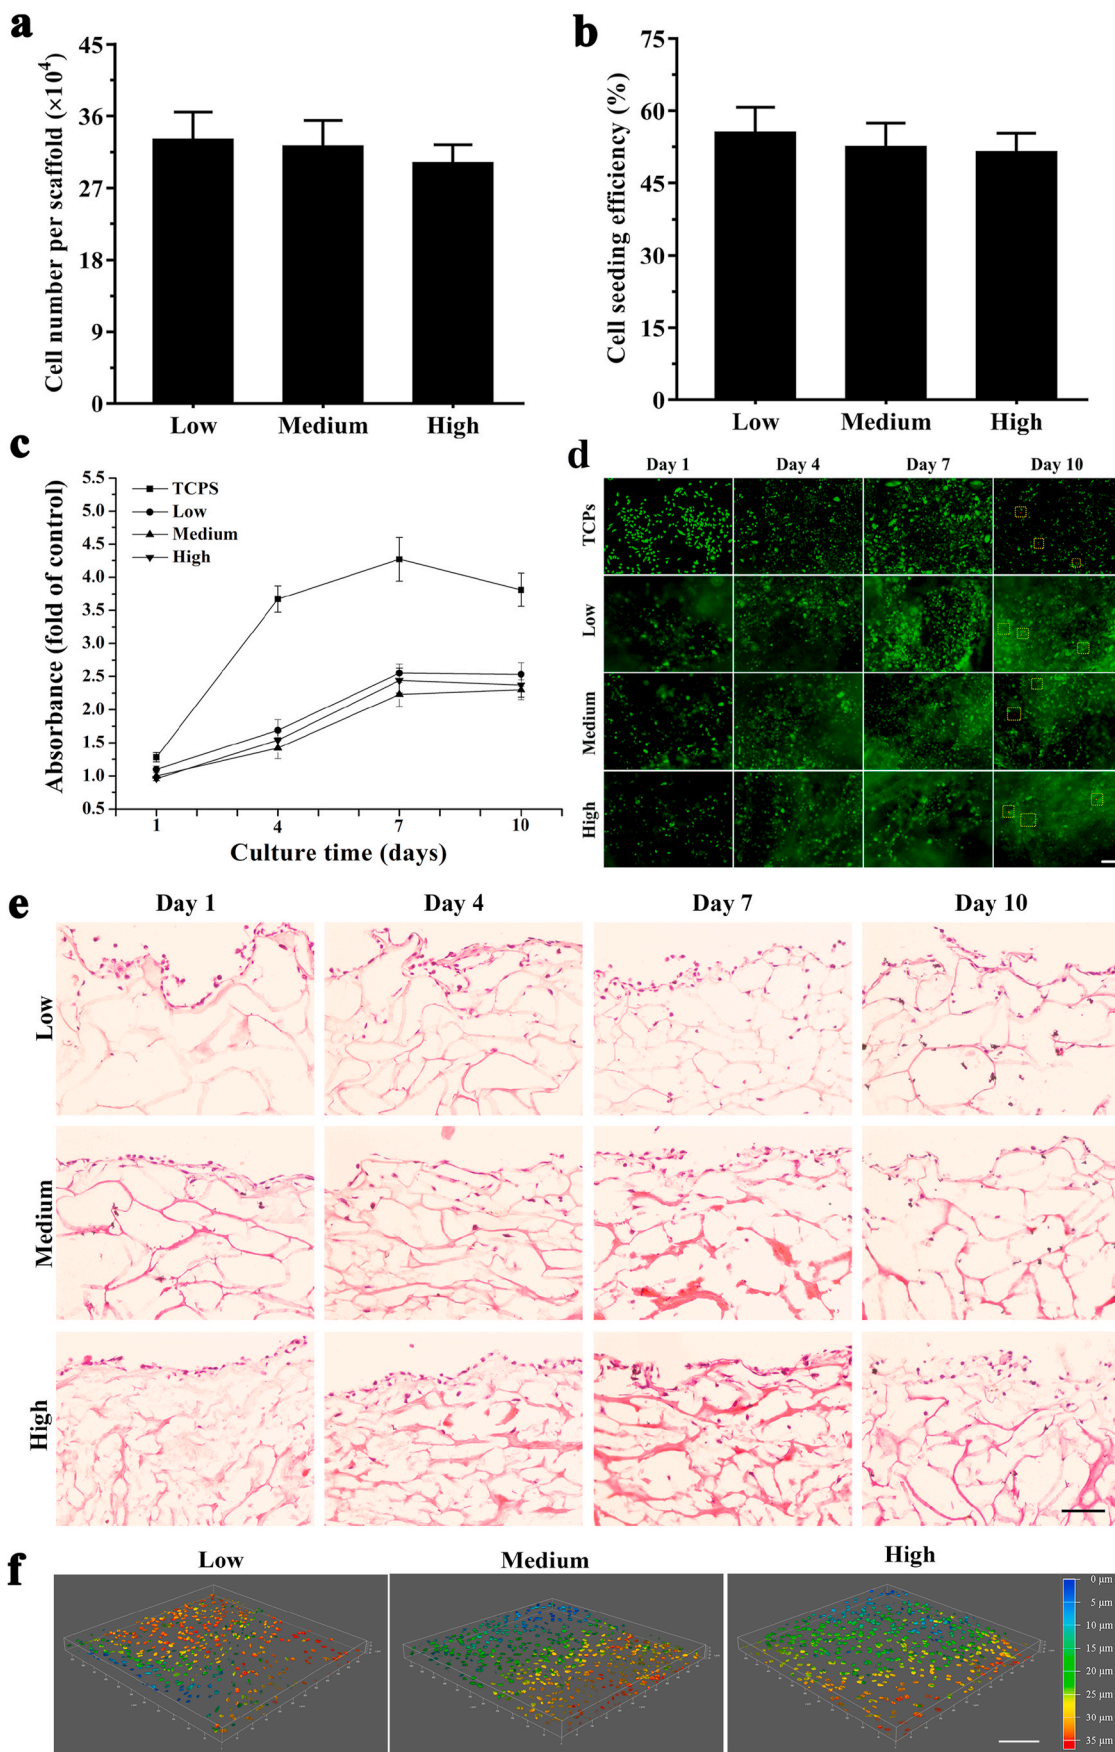 a
Cell number per scaffold (×10⁴)
45
36
27
18
9
0
Low Medium High
b
Cell seeding efficiency (%)
75
60
45
30
15
0
Low Medium High
c
Absorbance (fold of control)
5.5
5.0
4.5
4.0
3.5
3.0
2.5
2.0
1.5
1.0
0.5
TCPS
Low
Medium
High
1 4 7 10
Culture time (days)
d
Day 1 Day 4 Day 7 Day 10
TCPs
Low
Medium
High
e
Day 1 Day 4 Day 7 Day 10
Low
Medium
High
f
Low Medium High
0 µm
5 µm
10 µm
15 µm
20 µm
25 µm
30 µm
35 µm